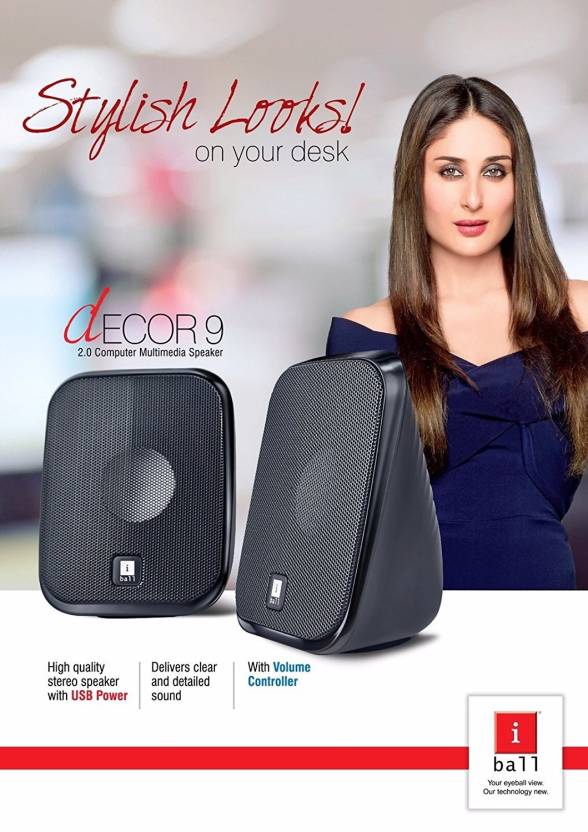 Stylish Looks!
on your desk
dECOR 9
2.0 Computer Multimedia Speaker
i
ball
i
ball
High quality
stereo speaker
with USB Power
Delivers clear
and detailed
sound
With Volume
Controller
i
ball
Your eyeball view.
Our technology new.